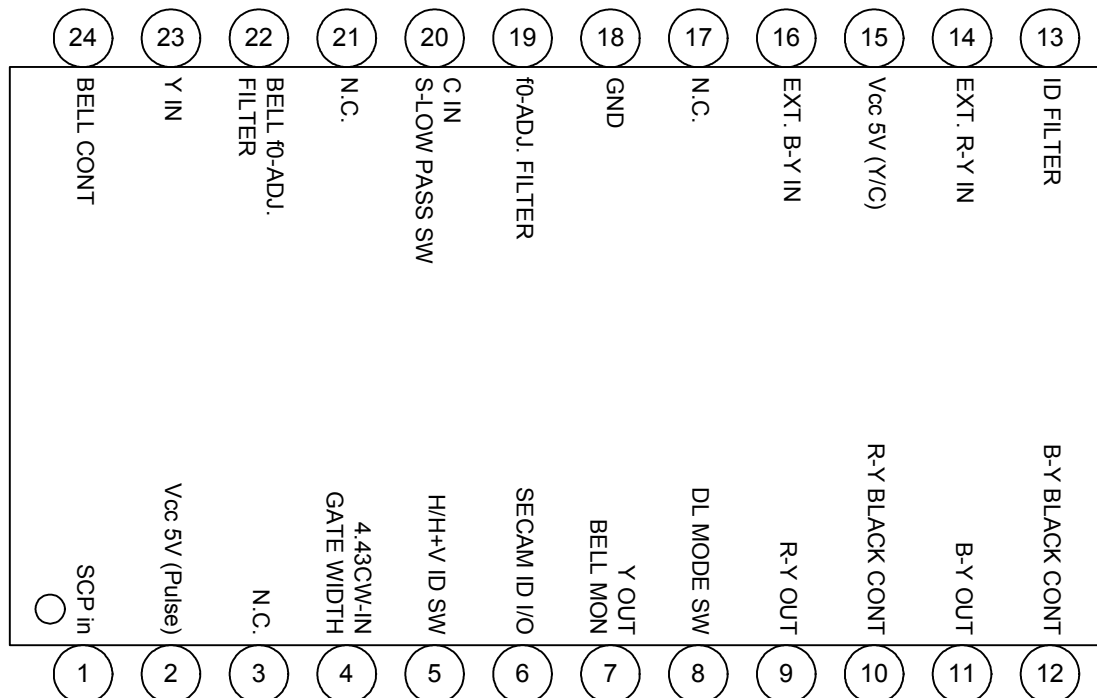 24 23 22 21 20 19 18 17 16 15 14 13
BELL CONT
Y IN
BELL f0-ADJ.
FILTER
N.C.
C IN
S-LOW PASS SW
f0-ADJ. FILTER
GND
N.C.
EXT. B-Y IN
Vcc 5V (Y/C)
EXT. R-Y IN
ID FILTER
SCP in
Vcc 5V (Pulse)
N.C.
4.43CW-IN
GATE WIDTH
H/H+V ID SW
SECAM ID I/O
Y OUT
BELL MON
DL MODE SW
R-Y OUT
R-Y BLACK CONT
B-Y OUT
B-Y BLACK CONT
1 2 3 4 5 6 7 8 9 10 11 12